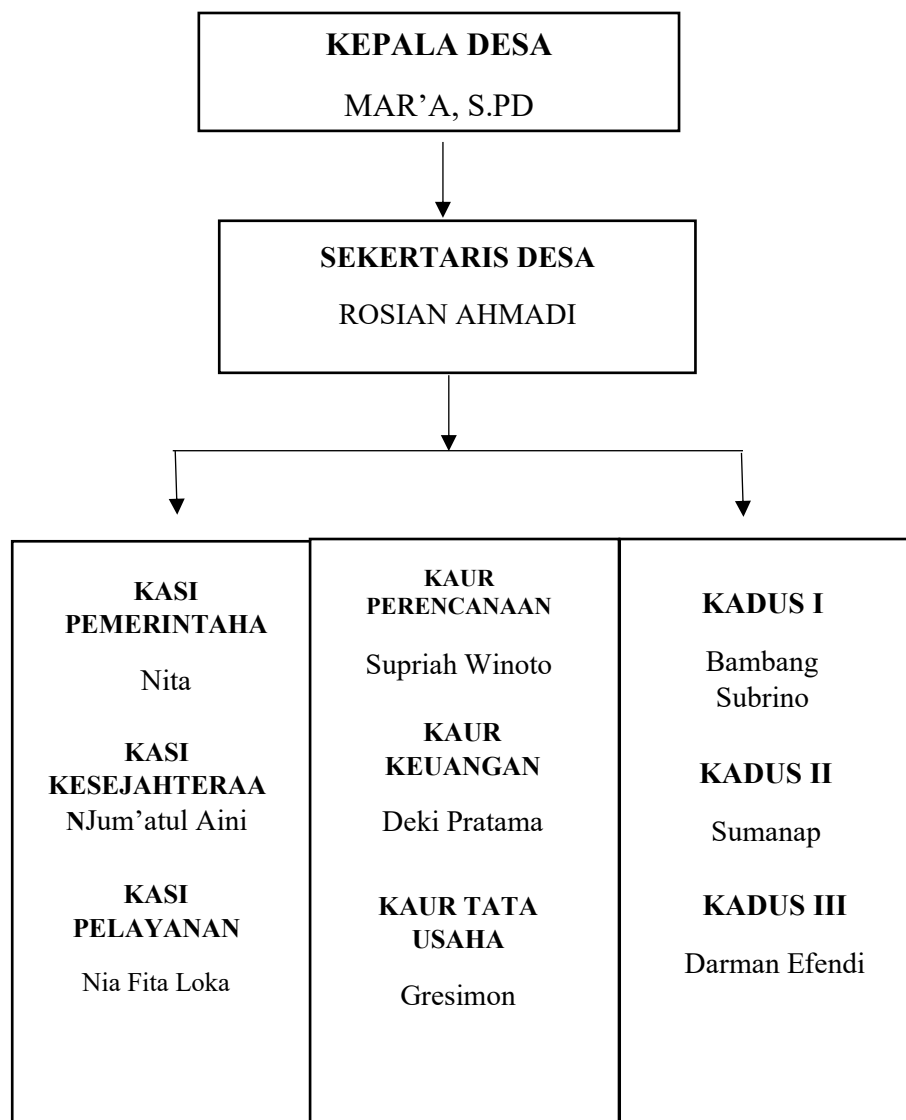 KEPALA DESA
MAR’A, S.PD
SEKERTARIS DESA
ROSIAN AHMADI
KASI
PEMERINTAHA
Nita
KASI
KESEJAHTERAA
NJum’atul Aini
KASI
PELAYANAN
Nia Fita Loka
KAUR
PERENCANAAN
Supriah Winoto
KAUR
KEUANGAN
Deki Pratama
KAUR TATA
USAHA
Gresimon
KADUS I
Bambang
Subrino
KADUS II
Sumanap
KADUS III
Darman Efendi